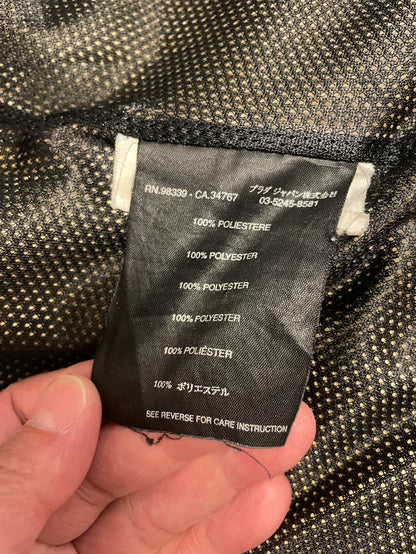 RN.98339 - CA.34767
プラダ ジャパン株式会社
03-5245-8581
100% POLIESTERE
100% POLYESTER
100% POLYESTER
100% POLYESTER
100% POLIÉSTER
100% ポリエステル
SEE REVERSE FOR CARE INSTRUCTION